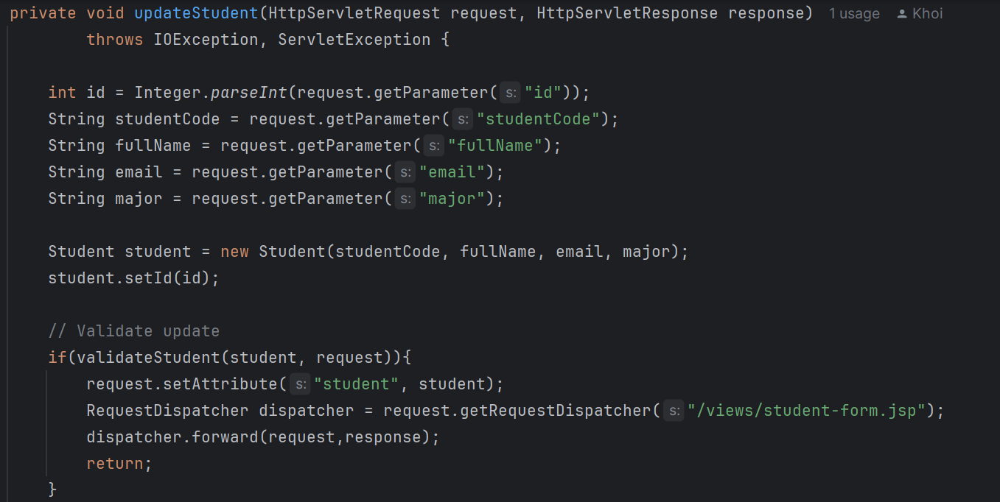 private void updateStudent(HttpServletRequest request, HttpServletResponse response) 1 usage Khoi
throws IOException, ServletException {
int id = Integer.parseInt(request.getParameter( s: "id"));
String studentCode = request.getParameter( s: "studentCode");
String fullName = request.getParameter( s: "fullName");
String email = request.getParameter( s: "email");
String major = request.getParameter( s: "major");
Student student = new Student(studentCode, fullName, email, major);
student.setId(id);
// Validate update
if(validateStudent(student, request)){
request.setAttribute( s: "student", student);
RequestDispatcher dispatcher = request.getRequestDispatcher( s: "/views/student-form.jsp");
dispatcher.forward(request,response);
return;
}